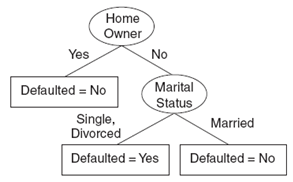 Home
Owner
Yes
No
Defaulted = No
Marital
Status
Single,
Divorced
Married
Defaulted = Yes
Defaulted = No